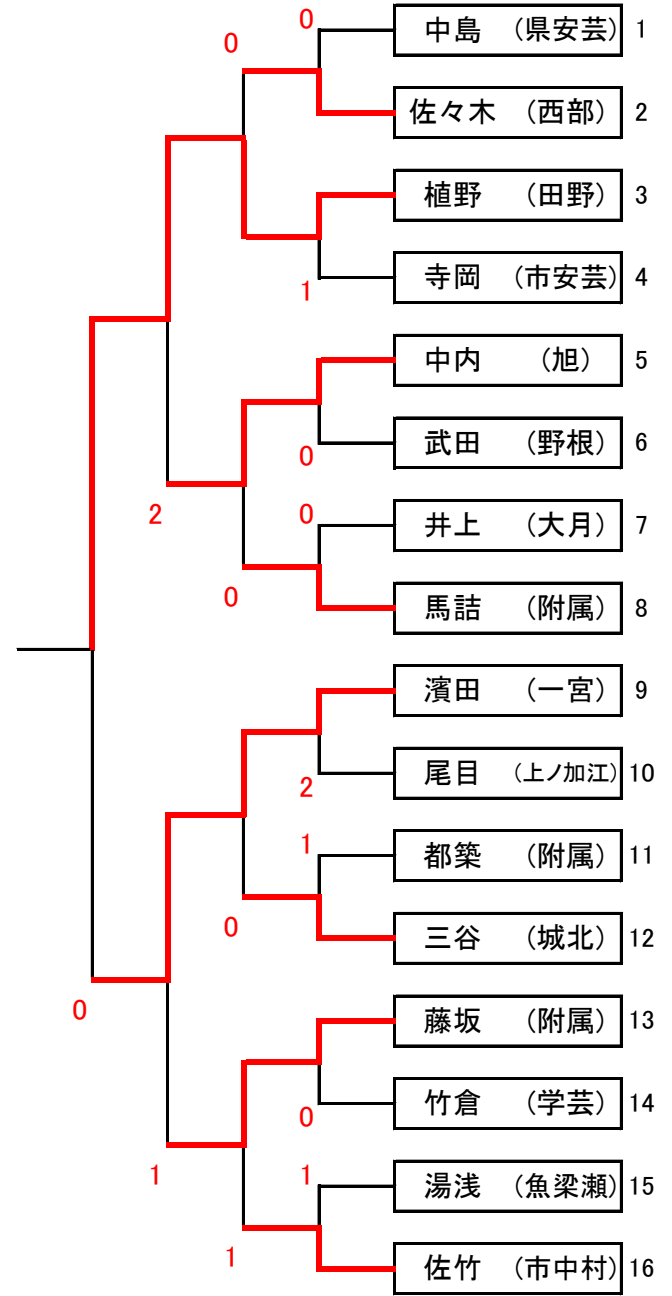 0
中島 (県安芸) 1
0
佐々木 (西部) 2
植野 (田野) 3
寺岡 (市安芸) 4
1
中内 (旭) 5
武田 (野根) 6
0
2
0
井上 (大月) 7
0
馬詰 (附属) 8
濱田 (一宮) 9
尾目 (上ノ加江) 10
2
1
都築 (附属) 11
0
三谷 (城北) 12
0
藤坂 (附属) 13
竹倉 (学芸) 14
0
1
1
湯浅 (魚梁瀬) 15
1
佐竹 (市中村) 16